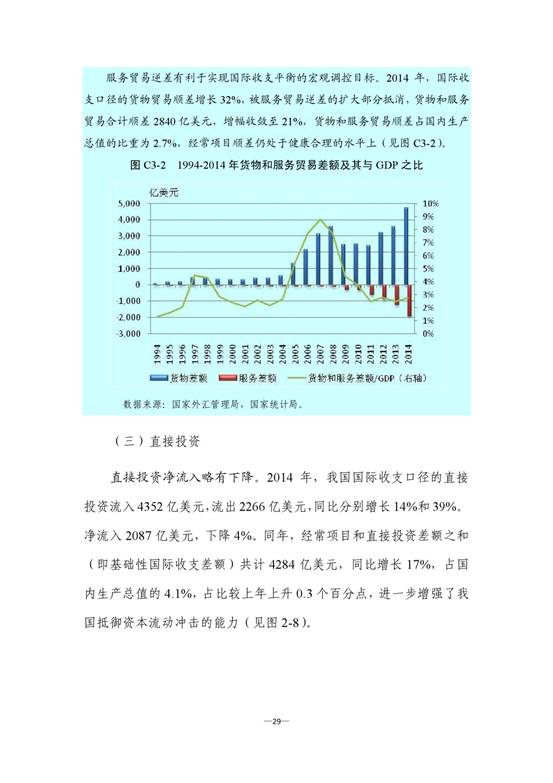 服务贸易逆差有利于实现国际收支平衡的宏观调控目标。2014 年，国际收
支口径的货物贸易顺差增长 32%，被服务贸易逆差的扩大部分抵消，货物和服务
贸易合计顺差 2840 亿美元，增幅收敛至 21%，货物和服务贸易顺差占国内生产
总值的比重为 2.7%，经常项目顺差仍处于健康合理的水平上（见图 C3-2）。
图 C3-2 1994-2014 年货物和服务贸易差额及其与 GDP 之比
亿美元
5,000 10%
4,000 9%
3,000 8%
2,000 7%
1,000 6%
0 5%
-1,000 4%
-2,000 3%
-3,000 2%
1%
0%
1994 1995 1996 1997 1998 1999 2000 2001 2002 2003 2004 2005 2006 2007 2008 2009 2010 2011 2012 2013 2014
货物差额 服务差额 货物和服务差额/GDP（右轴）
数据来源：国家外汇管理局，国家统计局。
（三）直接投资
直接投资净流入略有下降。2014 年，我国国际收支口径的直接
投资流入 4352 亿美元，流出 2266 亿美元，同比分别增长 14%和 39%。
净流入 2087 亿美元，下降 4%。同年，经常项目和直接投资差额之和
（即基础性国际收支差额）共计 4284 亿美元，同比增长 17%，占国
内生产总值的 4.1%，占比较上年上升 0.3 个百分点，进一步增强了我
国抵御资本流动冲击的能力（见图 2-8）。
—29—